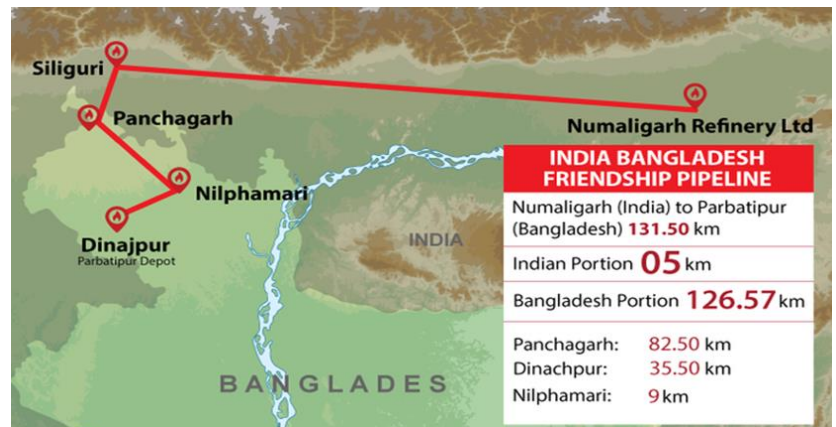 Siliguri
Panchagarh
Numaligarh Refinery Ltd
Nilphamari
Dinajpur
Parbatipur Depot
INDIA
BANGLADES
INDIA BANGLADESH
FRIENDSHIP PIPELINE
Numaligarh (India) to Parbatipur
(Bangladesh) 131.50 km
Indian Portion 05 km
Bangladesh Portion 126.57 km
Panchagarh: 82.50 km
Dinachpur: 35.50 km
Nilphamari: 9 km